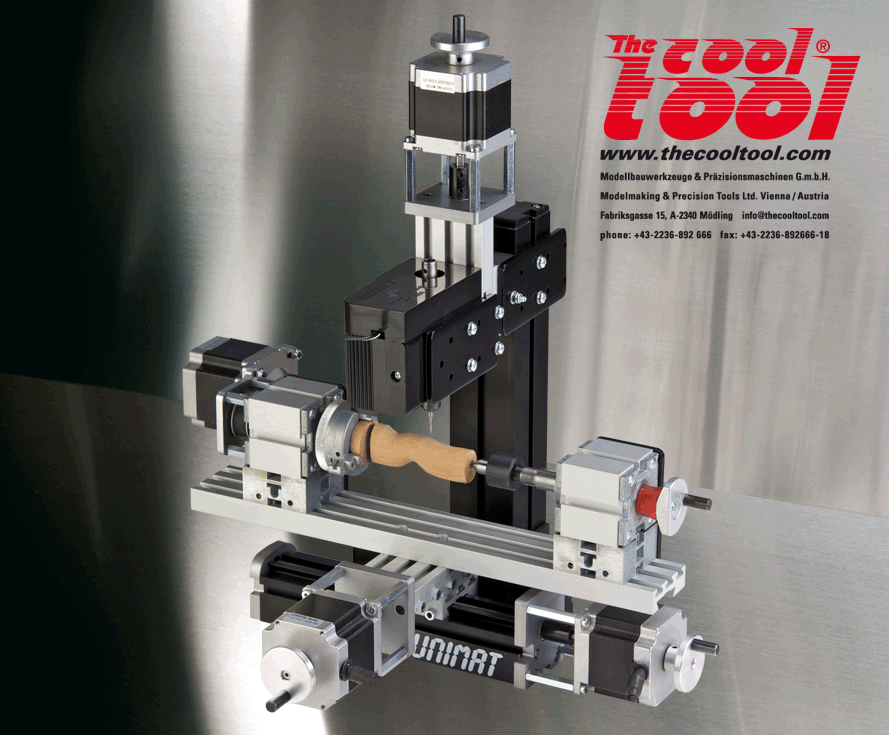 The
cool ®
tool
www.thecooltool.com
Modellbauwerkzeuge & Präzisionsmaschinen G.m.b.H.
Modelmaking & Precision Tools Ltd. Vienna / Austria
Fabriksgasse 15, A-2340 Mödling info@thecooltool.com
phone: +43-2236-892 666 fax: +43-2236-892666-18
UNIMAT